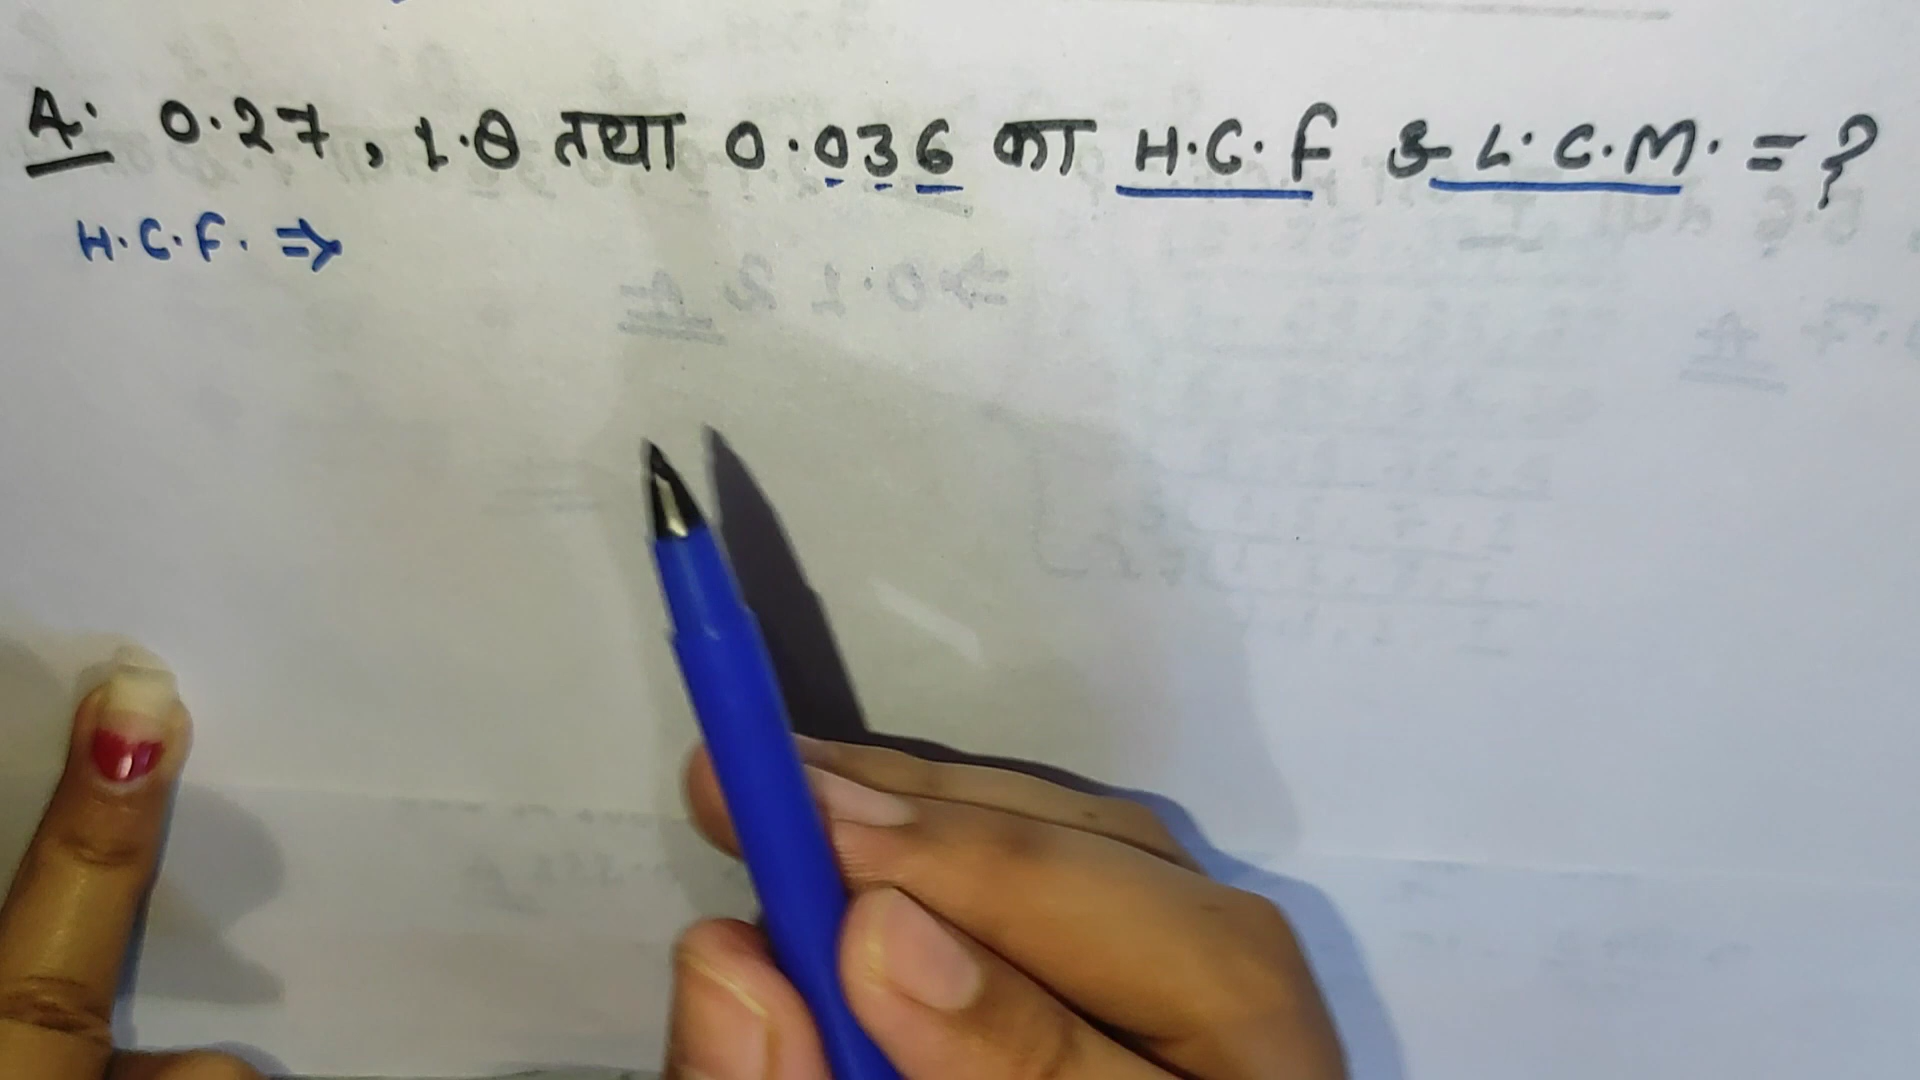 A. 0.27, 1.8 तथा 0.036 का H.C.F & L.C.M. = ?
H.C.F. ⇒